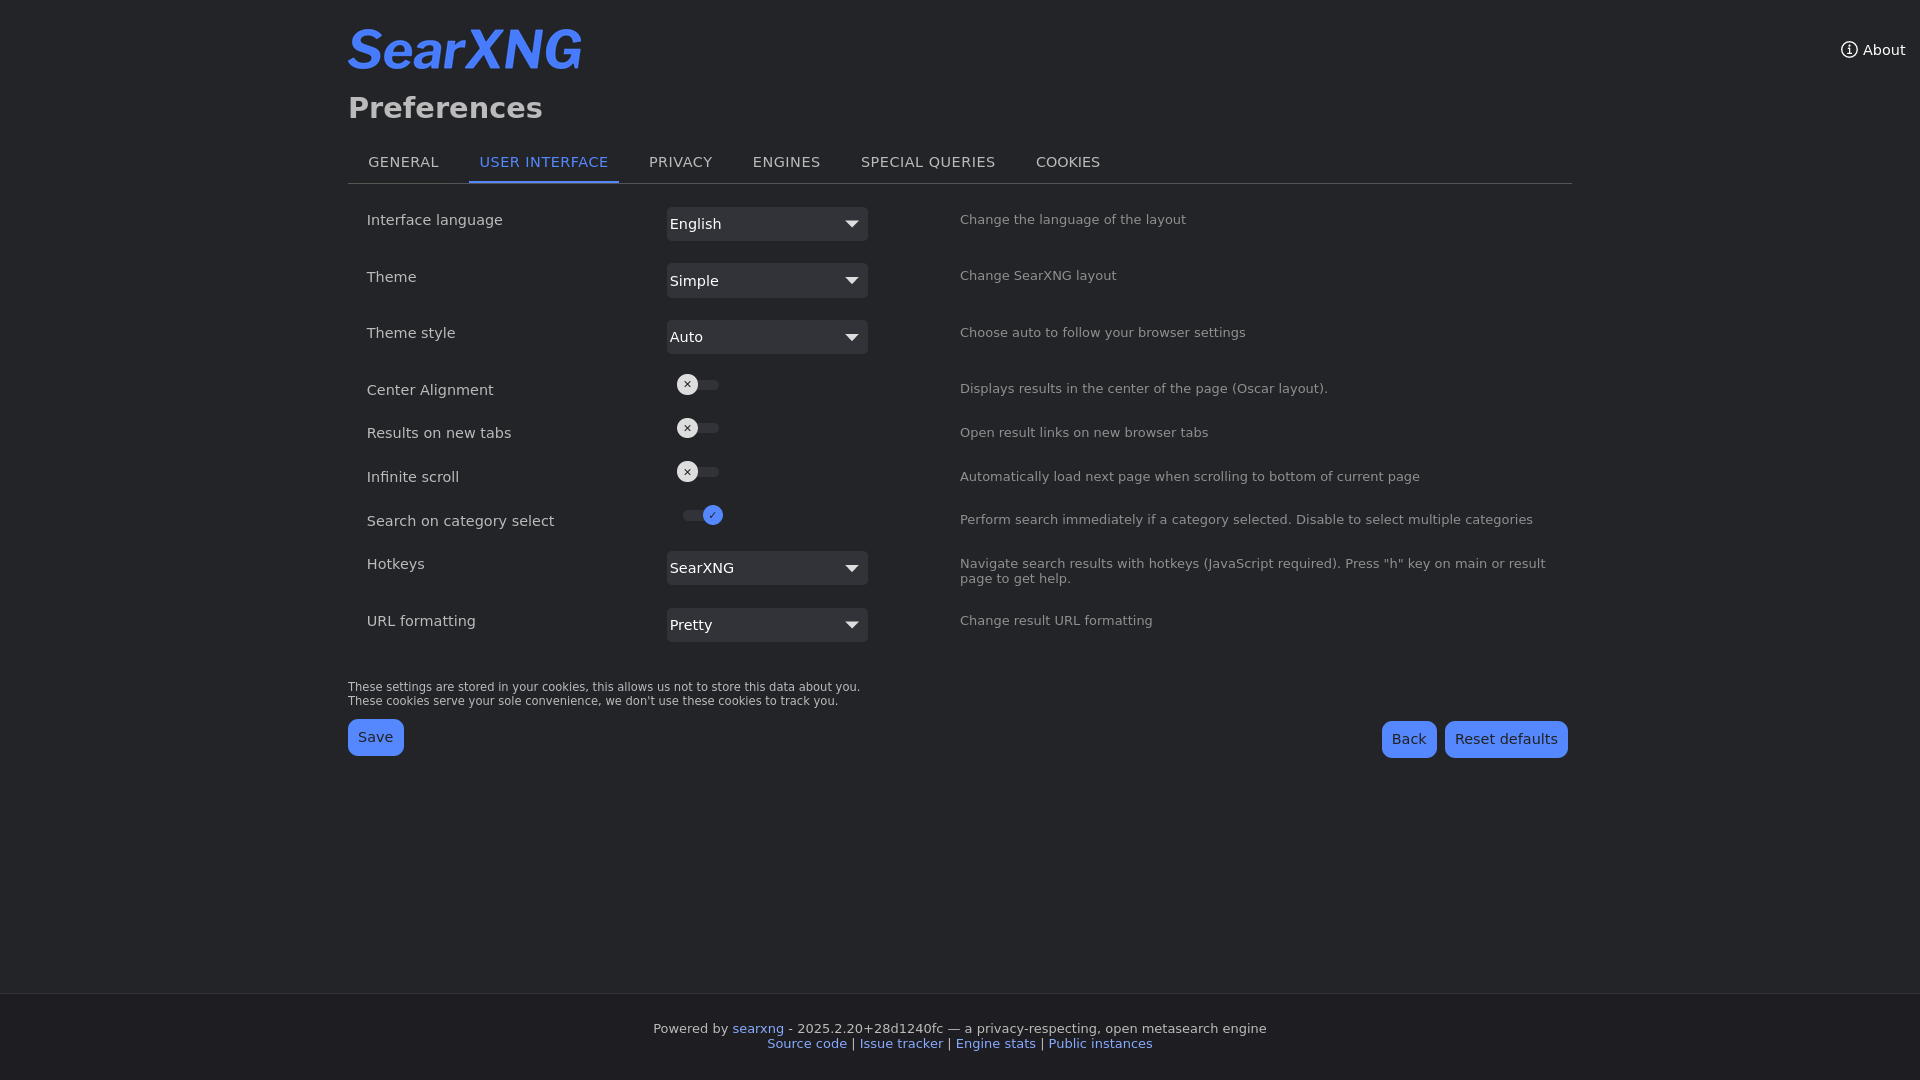 SearXNG
About
Preferences
GENERAL USER INTERFACE PRIVACY ENGINES SPECIAL QUERIES COOKIES
Interface language English Change the language of the layout
Theme Simple Change SearXNG layout
Theme style Auto Choose auto to follow your browser settings
Center Alignment Displays results in the center of the page (Oscar layout).
Results on new tabs Open result links on new browser tabs
Infinite scroll Automatically load next page when scrolling to bottom of current page
Search on category select Perform search immediately if a category selected. Disable to select multiple categories
Hotkeys SearXNG Navigate search results with hotkeys (JavaScript required). Press "h" key on main or result
page to get help.
URL formatting Pretty Change result URL formatting
These settings are stored in your cookies, this allows us not to store this data about you.
These cookies serve your sole convenience, we don't use these cookies to track you.
Save Back Reset defaults
Powered by searxng - 2025.2.20+28d1240fc — a privacy-respecting, open metasearch engine
Source code | Issue tracker | Engine stats | Public instances